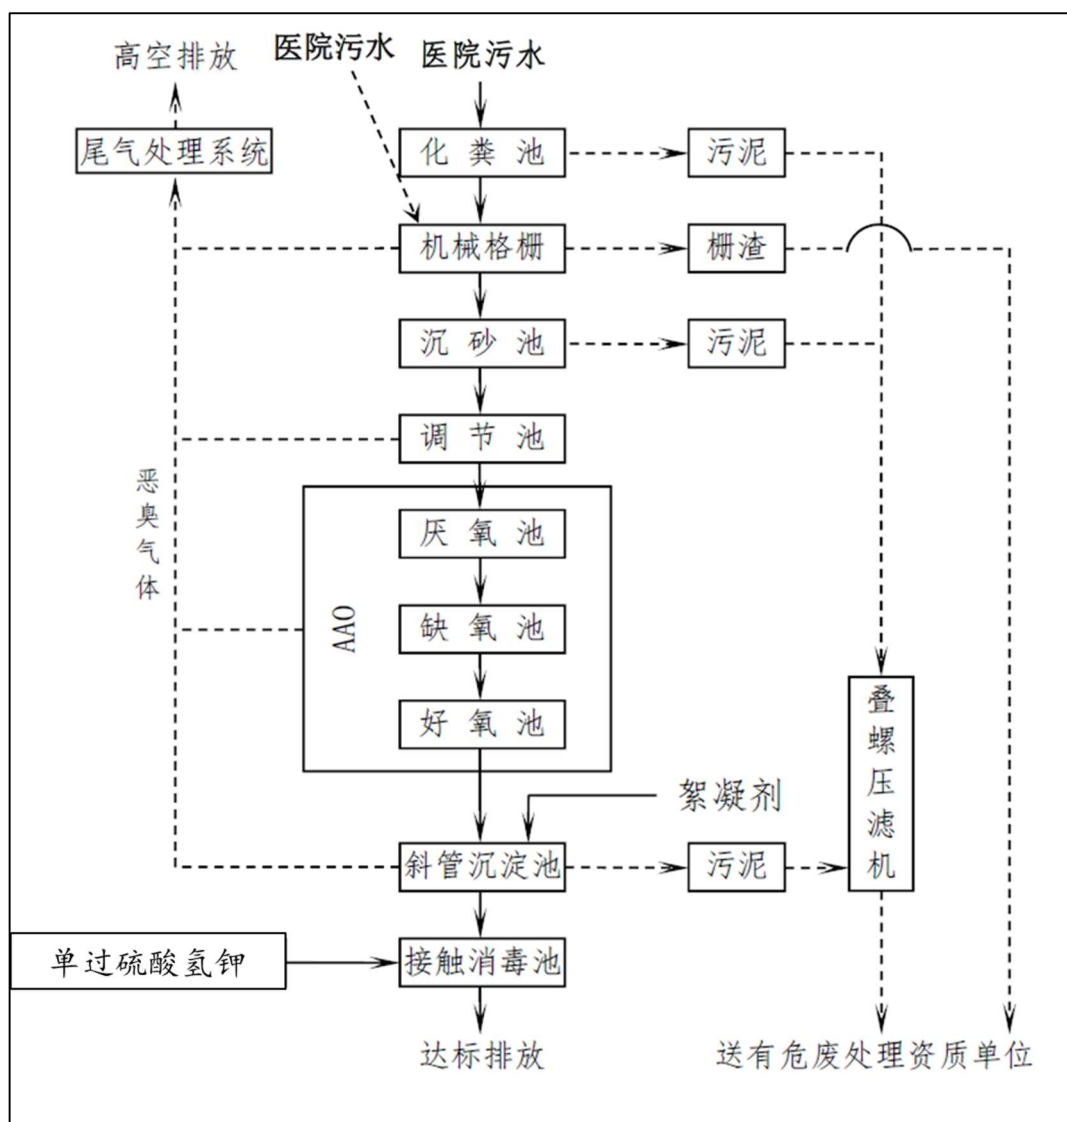 高空排放
医院污水
医院污水
尾气处理系统
化粪池
污泥
机械格栅
栅渣
沉砂池
污泥
调节池
恶臭气体
AAO
厌氧池
缺氧池
好氧池
叠螺压滤机
絮凝剂
斜管沉淀池
污泥
单过硫酸氢钾
接触消毒池
达标排放
送有危废处理资质单位